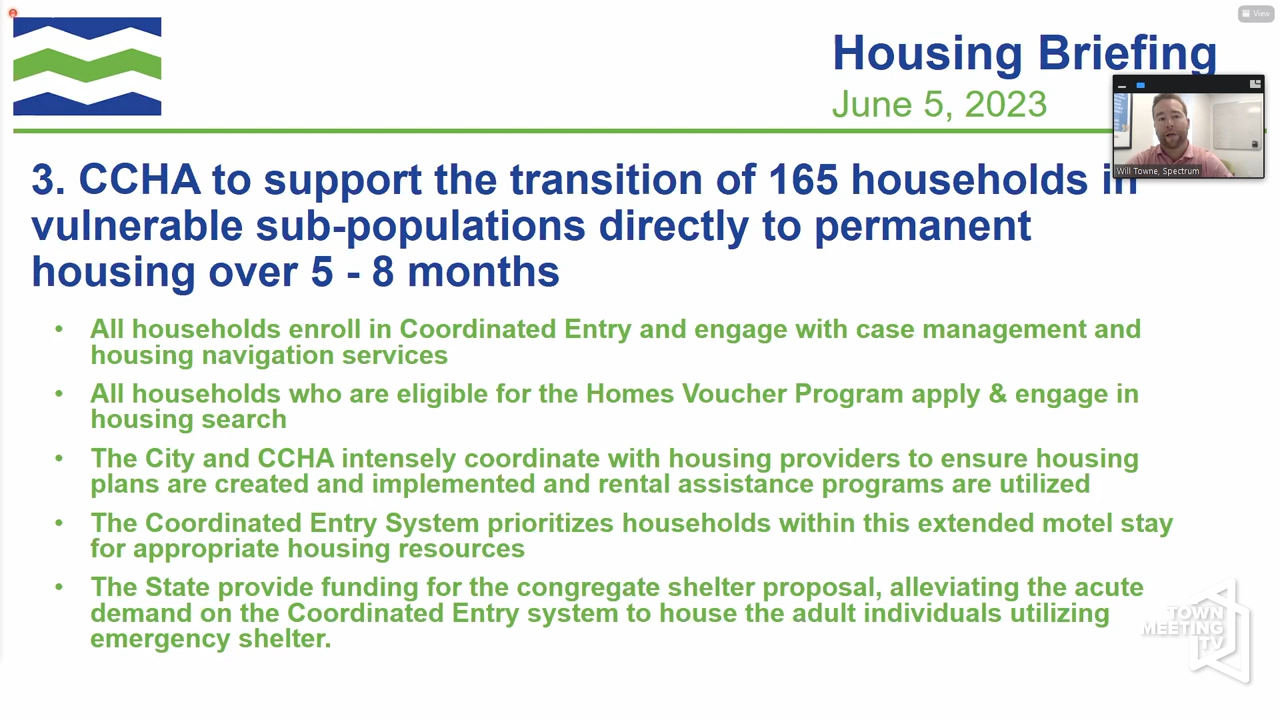 View
Housing Briefing
June 5, 2023
Will Towne, Spectrum
3. CCHA to support the transition of 165 households in
vulnerable sub-populations directly to permanent
housing over 5 - 8 months
• All households enroll in Coordinated Entry and engage with case management and
housing navigation services
• All households who are eligible for the Homes Voucher Program apply & engage in
housing search
• The City and CCHA intensely coordinate with housing providers to ensure housing
plans are created and implemented and rental assistance programs are utilized
• The Coordinated Entry System prioritizes households within this extended motel stay
for appropriate housing resources
• The State provide funding for the congregate shelter proposal, alleviating the acute
demand on the Coordinated Entry system to house the adult individuals utilizing
emergency shelter.
TOWN
MEETING
TV